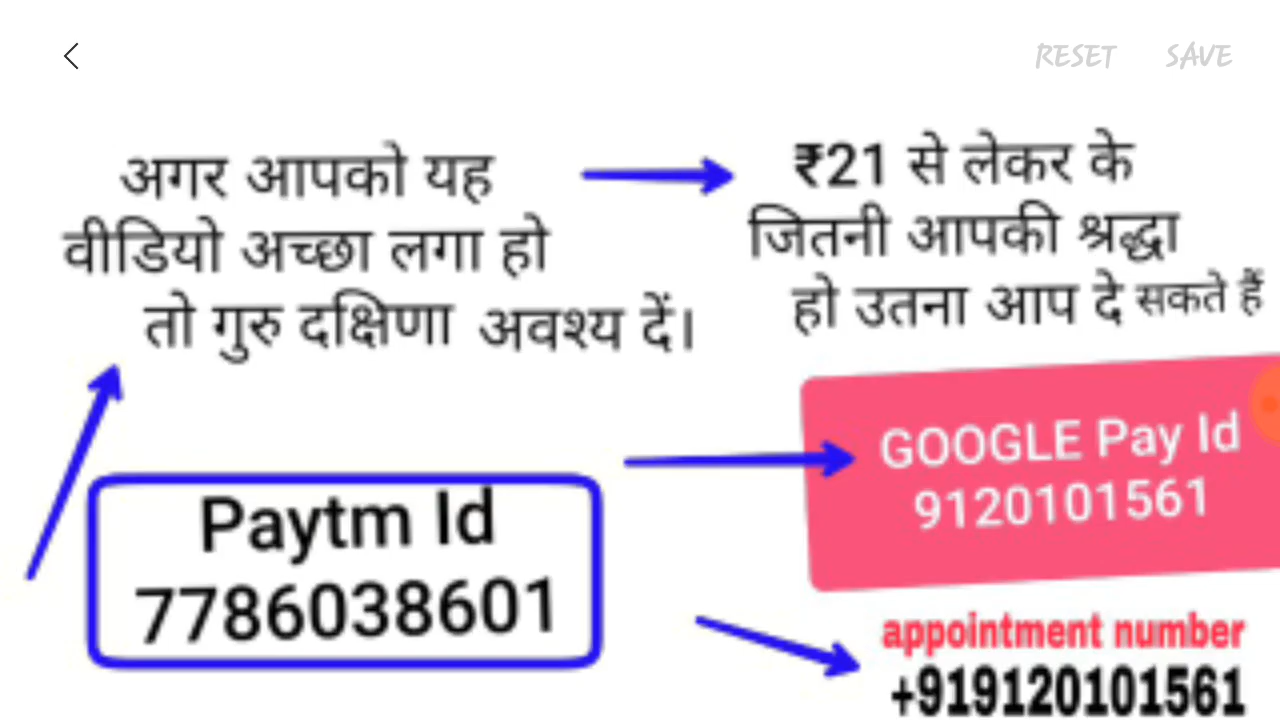 RESET SAVE
अगर आपको यह
वीडियो अच्छा लगा हो
तो गुरु दक्षिणा अवश्य दें।
₹21 से लेकर के
जितनी आपकी श्रद्धा
हो उतना आप दे सकते हैं
Paytm Id
7786038601
GOOGLE Pay Id
9120101561
appointment number
+919120101561